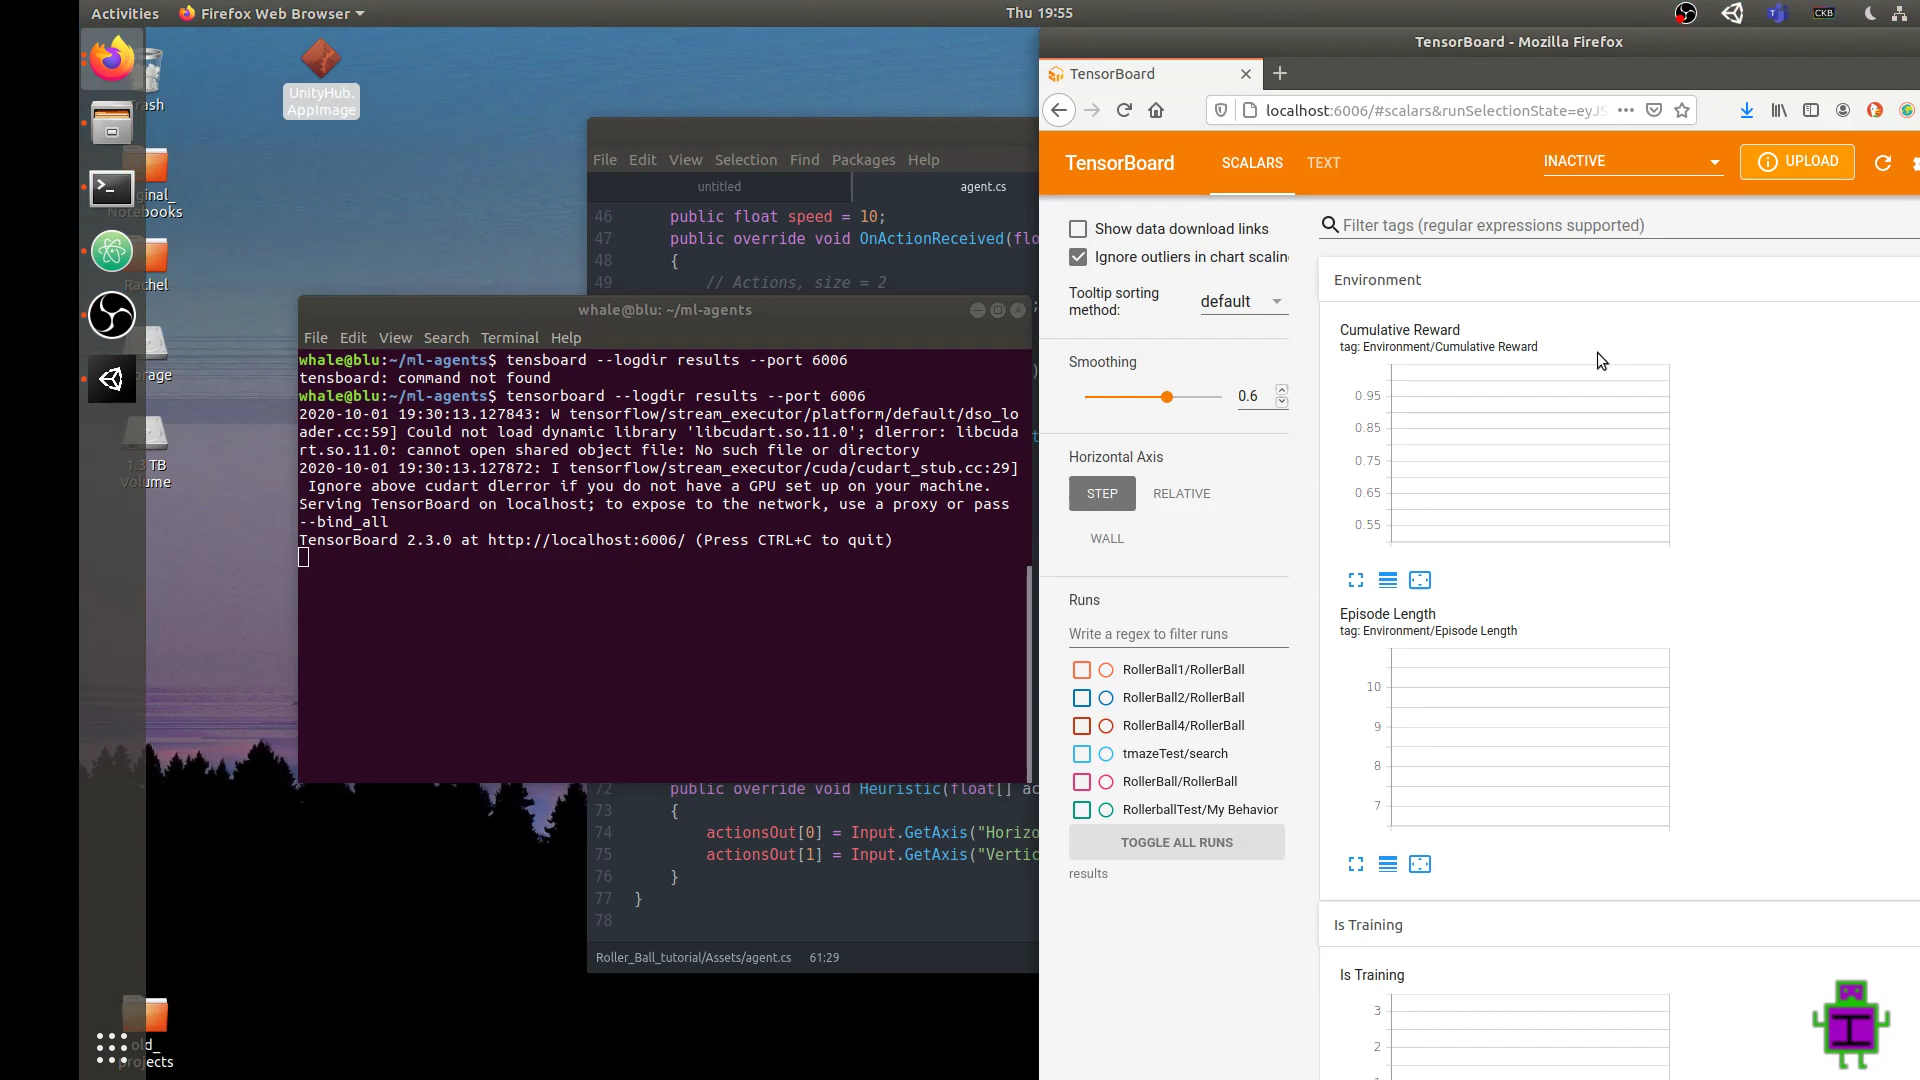 Activities
Firefox Web Browser
Thu 19:55
CKB
UnityHub.
AppImage
Notebooks
Rachel
1.3 TB
Volume
projects
File Edit View Selection Find Packages Help
untitled
agent.cs
46 public float speed = 10;
47 public override void OnActionReceived(flo
48 {
49 // Actions, size = 2
whale@blu: ~/ml-agents
File Edit View Search Terminal Help
whale@blu:~/ml-agents$ tensboard --logdir results --port 6006
tensboard: command not found
whale@blu:~/ml-agents$ tensorboard --logdir results --port 6006
2020-10-01 19:30:13.127843: W tensorflow/stream_executor/platform/default/dso_lo
ader.cc:59] Could not load dynamic library 'libcudart.so.11.0'; dlerror: libcuda
rt.so.11.0: cannot open shared object file: No such file or directory
2020-10-01 19:30:13.127872: I tensorflow/stream_executor/cuda/cudart_stub.cc:29]
Ignore above cudart dlerror if you do not have a GPU set up on your machine.
Serving TensorBoard on localhost; to expose to the network, use a proxy or pass
--bind_all
TensorBoard 2.3.0 at http://localhost:6006/ (Press CTRL+C to quit)
72 public override void Heuristic(float[] ac
73 {
74 actionsOut[0] = Input.GetAxis("Horizo
75 actionsOut[1] = Input.GetAxis("Vertic
76 }
77 }
78
Roller_Ball_tutorial/Assets/agent.cs 61:29
TensorBoard - Mozilla Firefox
TensorBoard
localhost:6006/#scalars&runSelectionState=eyJS
TensorBoard
SCALARS
TEXT
INACTIVE
UPLOAD
Show data download links
Ignore outliers in chart scalin
Tooltip sorting
method:
default
Smoothing
0.6
Horizontal Axis
STEP
RELATIVE
WALL
Runs
Write a regex to filter runs
RollerBall1/RollerBall
RollerBall2/RollerBall
RollerBall4/RollerBall
tmazeTest/search
RollerBall/RollerBall
RollerballTest/My Behavior
TOGGLE ALL RUNS
results
Filter tags (regular expressions supported)
Environment
Cumulative Reward
tag: Environment/Cumulative Reward
0.95
0.85
0.75
0.65
0.55
Episode Length
tag: Environment/Episode Length
10
9
8
7
Is Training
Is Training
3
2